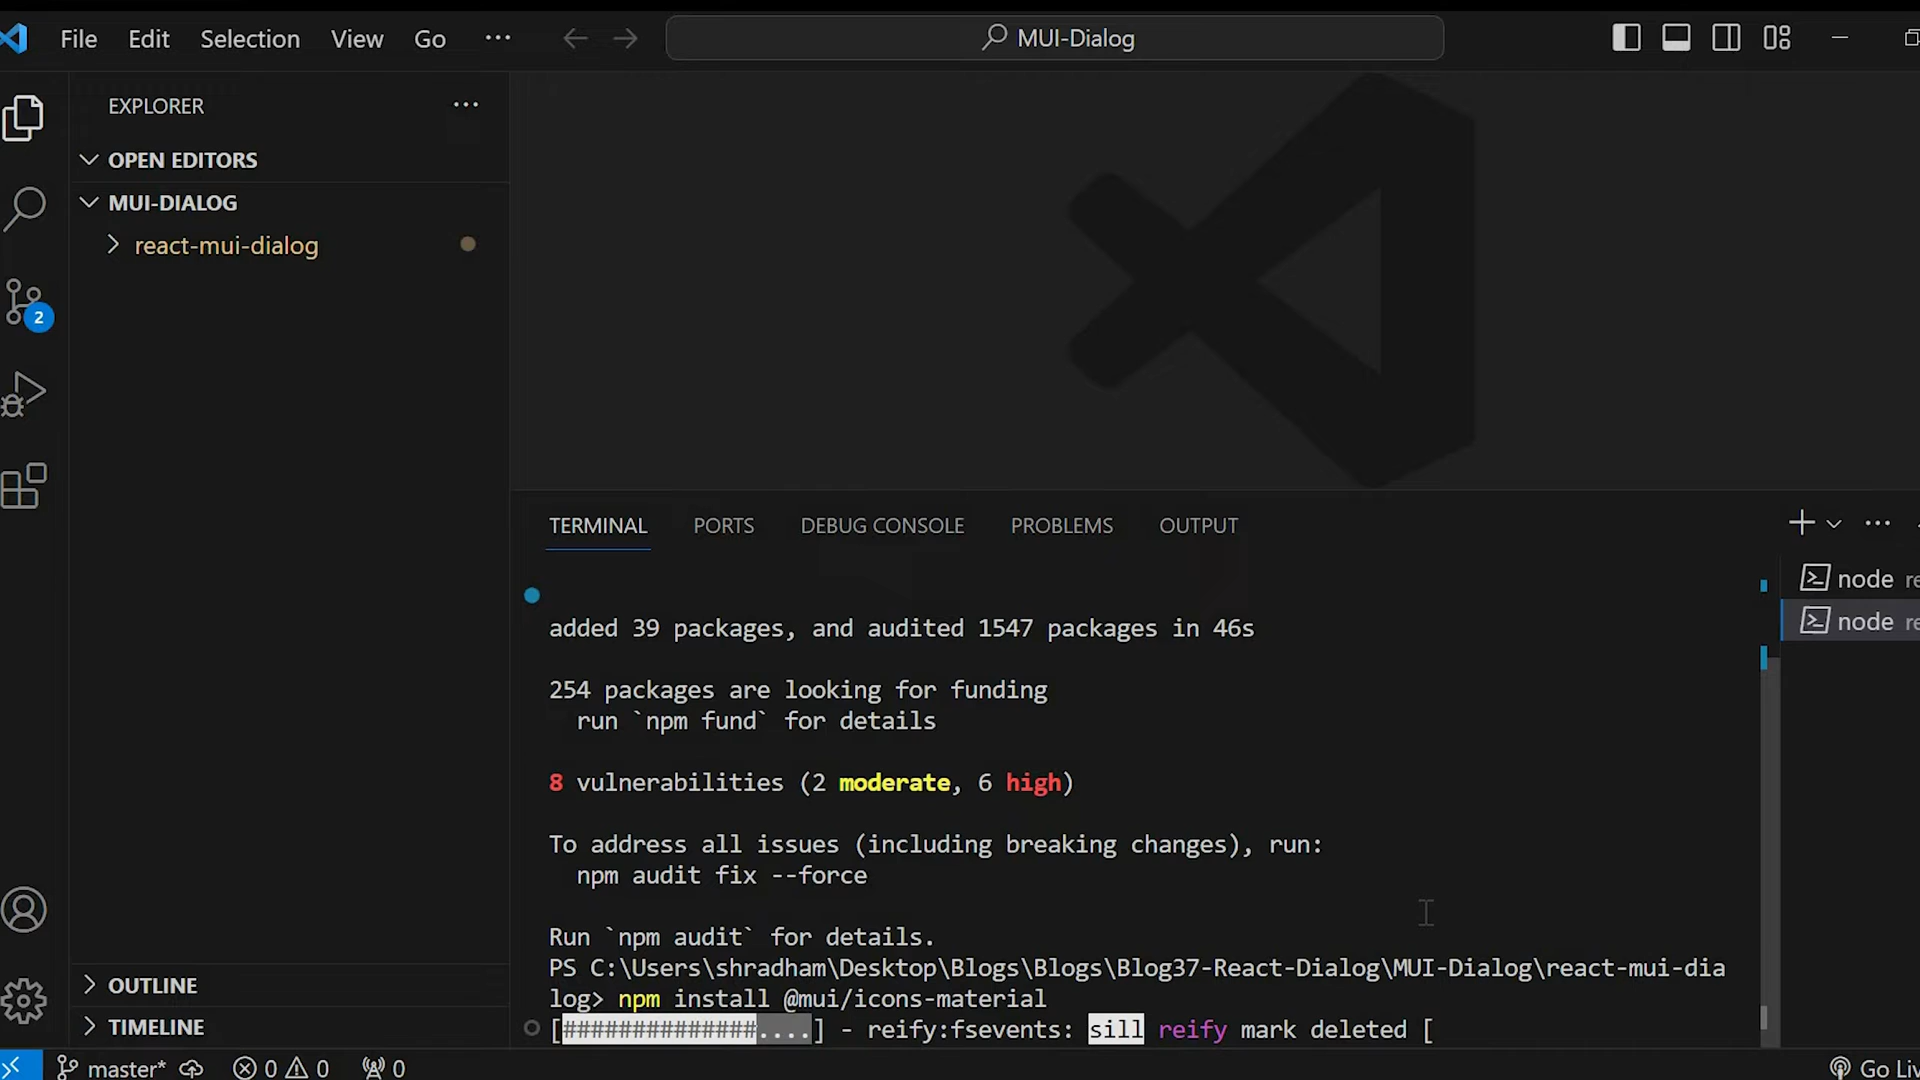 File Edit Selection View Go ··· MUI-Dialog
EXPLORER ···
OPEN EDITORS
MUI-DIALOG
react-mui-dialog
2
TERMINAL PORTS DEBUG CONSOLE PROBLEMS OUTPUT
added 39 packages, and audited 1547 packages in 46s
254 packages are looking for funding
run `npm fund` for details
8 vulnerabilities (2 moderate, 6 high)
To address all issues (including breaking changes), run:
npm audit fix --force
Run `npm audit` for details.
PS C:\Users\shradham\Desktop\Blogs\Blogs\Blog37-React-Dialog\MUI-Dialog\react-mui-dia
log> npm install @mui/icons-material
[##############....] - reify:fsevents: sill reify mark deleted [
node re
node re
OUTLINE
TIMELINE
master* 0 0 0 Go Liv